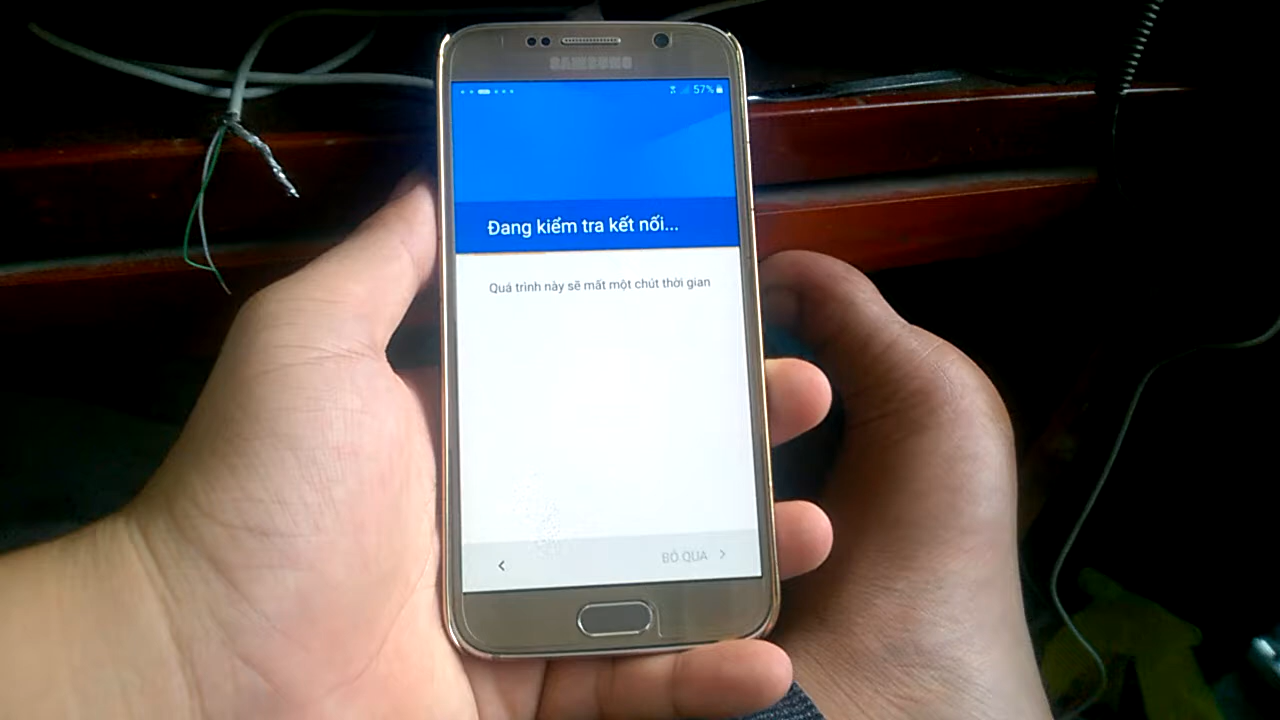 SAMSUNG
57%
Đang kiểm tra kết nối...
Quá trình này sẽ mất một chút thời gian
BỎ QUA